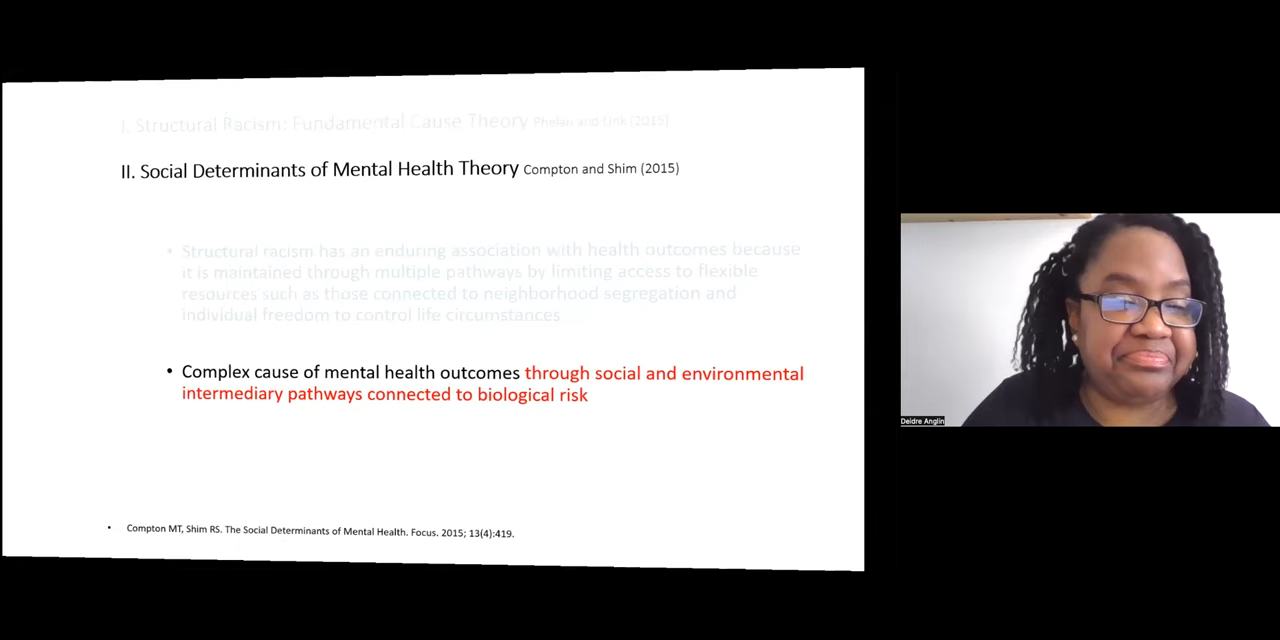 I. Structural Racism: Fundamental Cause Theory Phelan and Link (2015)
II. Social Determinants of Mental Health Theory Compton and Shim (2015)
• Structural racism has an enduring association with health outcomes because
it is maintained through multiple pathways by limiting access to flexible
resources such as those connected to neighborhood segregation and
individual freedom to control life circumstances
• Complex cause of mental health outcomes through social and environmental
intermediary pathways connected to biological risk
• Compton MT, Shim RS. The Social Determinants of Mental Health. Focus. 2015; 13(4):419.
Deidre Anglin